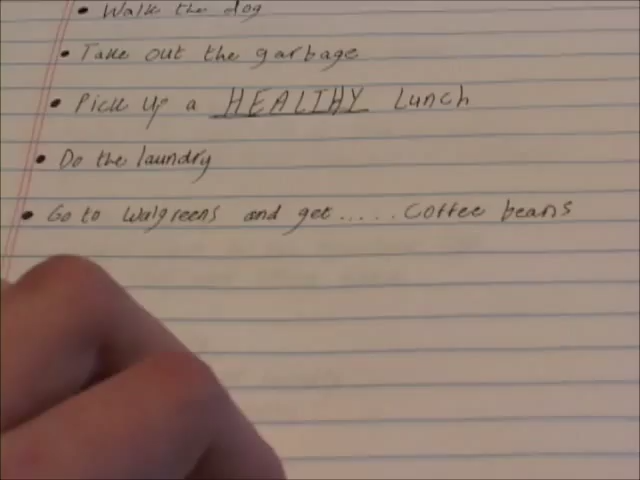 • Walk the dog
• Take out the garbage
• Pick up a HEALTHY Lunch
• Do the laundry
• Go to Walgreens and get..... Coffee beans